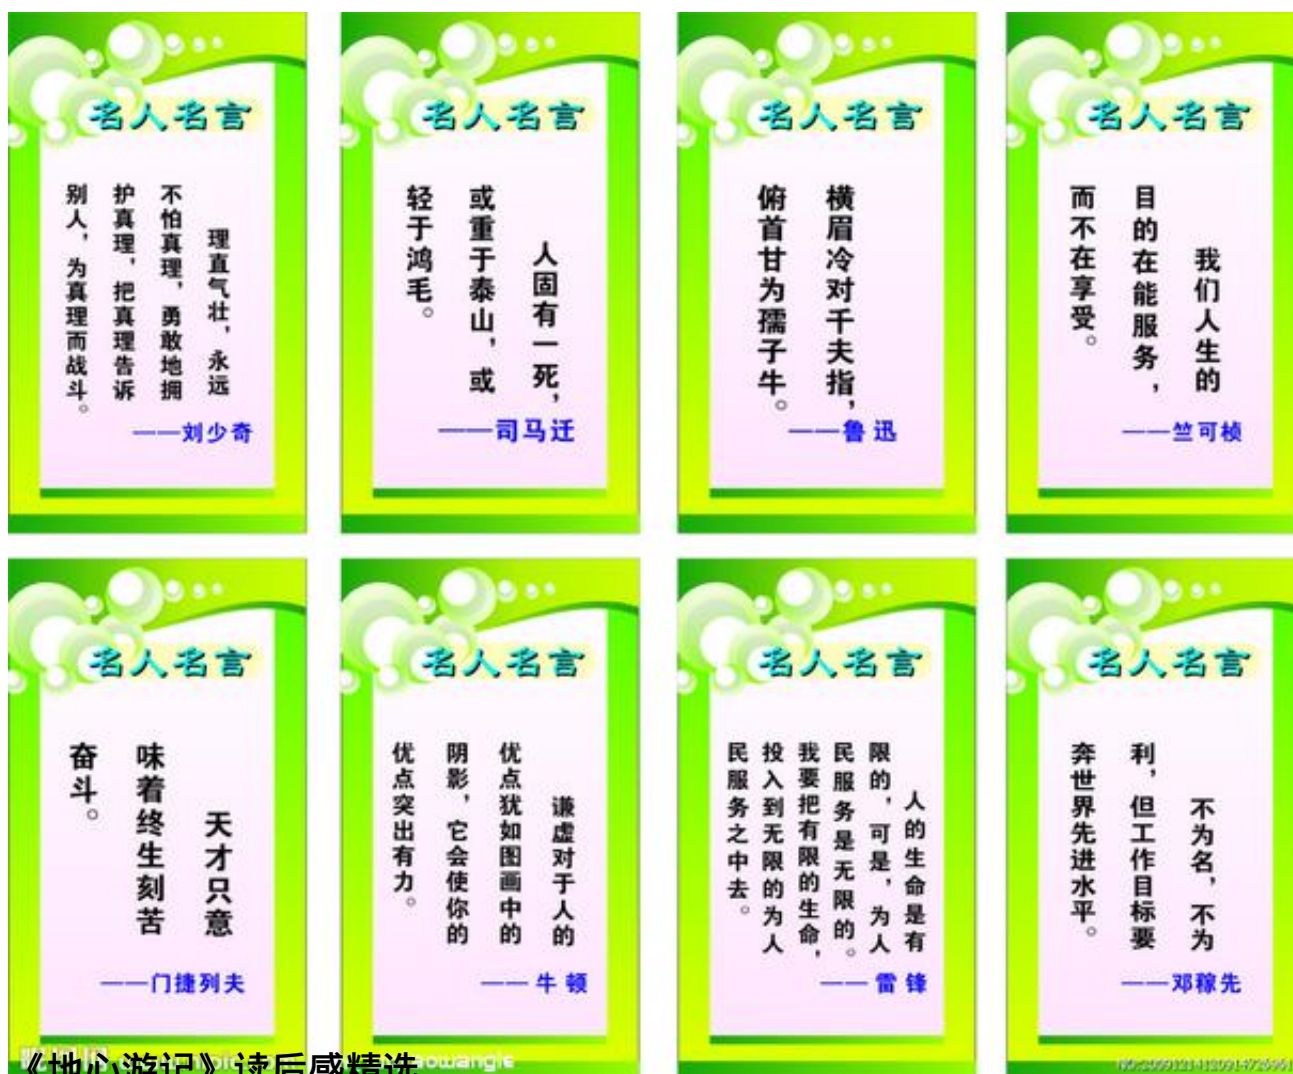 名人名言
理直气壮，永远
不怕真理，勇敢地拥
护真理，把真理告诉
别人，为真理而战斗。
——刘少奇
名人名言
人固有一死，
或重于泰山，或
轻于鸿毛。
——司马迁
名人名言
横眉冷对千夫指，
俯首甘为孺子牛。
——鲁 迅
名人名言
我们人生的
目的在能服务，
而不在享受。
——竺可桢
名人名言
天才只意
味着终生刻苦
奋斗。
——门捷列夫
名人名言
谦虚对于人的
优点犹如图画中的
阴影，它会使你的
优点突出有力。
—— 牛 顿
名人名言
人的生命是有
限的，可是，为人
民服务是无限的。
我要把有限的生命，
投入到无限的为人
民服务之中去。
—— 雷 锋
名人名言
不为名，不为
利，但工作目标要
奔世界先进水平。
——邓稼先
《地心游记》读后感精选